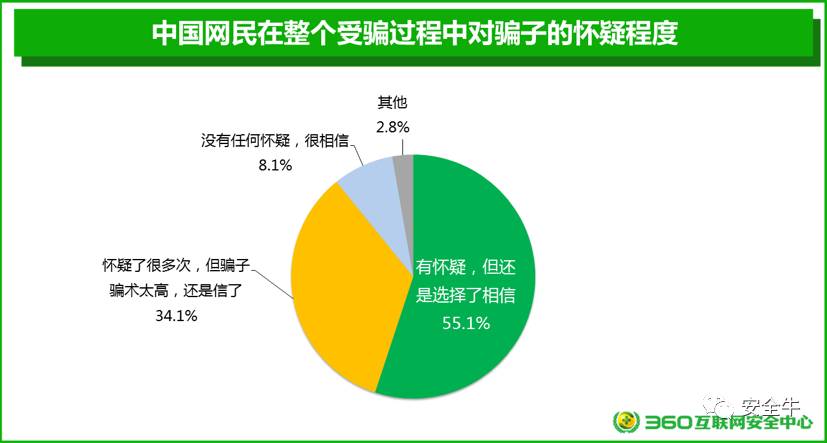 中国网民在整个受骗过程中对骗子的怀疑程度
其他
2.8%
没有任何怀疑，很相信
8.1%
怀疑了很多次，但骗子
骗术太高，还是信了
34.1%
有怀疑，但还
是选择了相信
55.1%
安全牛
360互联网安全中心